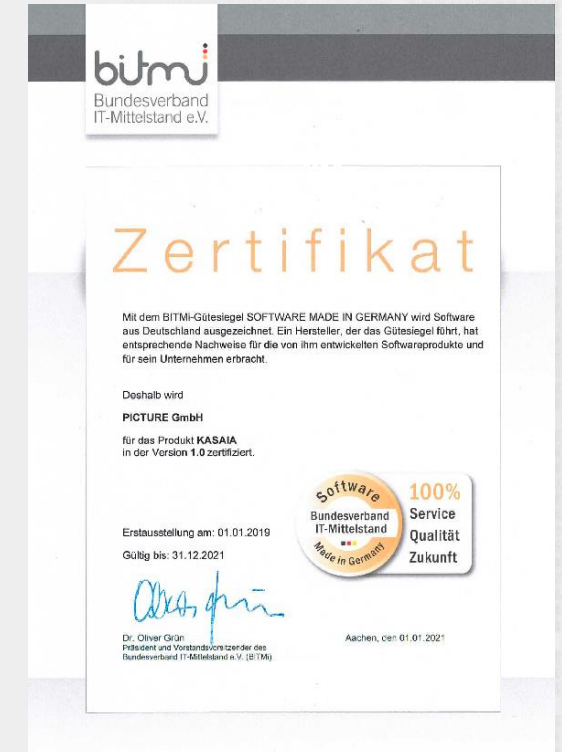 bitmi
Bundesverband
IT-Mittelstand e.V.
Zertifikat
Mit dem BITMi-Gütesiegel SOFTWARE MADE IN GERMANY wird Software
aus Deutschland ausgezeichnet. Ein Hersteller, der das Gütesiegel führt, hat
entsprechende Nachweise für die von ihm entwickelten Softwareprodukte und
für sein Unternehmen erbracht.
Deshalb wird
PICTURE GmbH
für das Produkt KASAIA
in der Version 1.0 zertifiziert.
Software
Bundesverband
IT-Mittelstand
Made in Germany
100%
Service
Qualität
Zukunft
Erstausstellung am: 01.01.2019
Gültig bis: 31.12.2021
Dr. Oliver Grün
Präsident und Vorstandsvorsitzender des
Bundesverband IT-Mittelstand e.V. (BITMi)
Aachen, den 01.01.2021